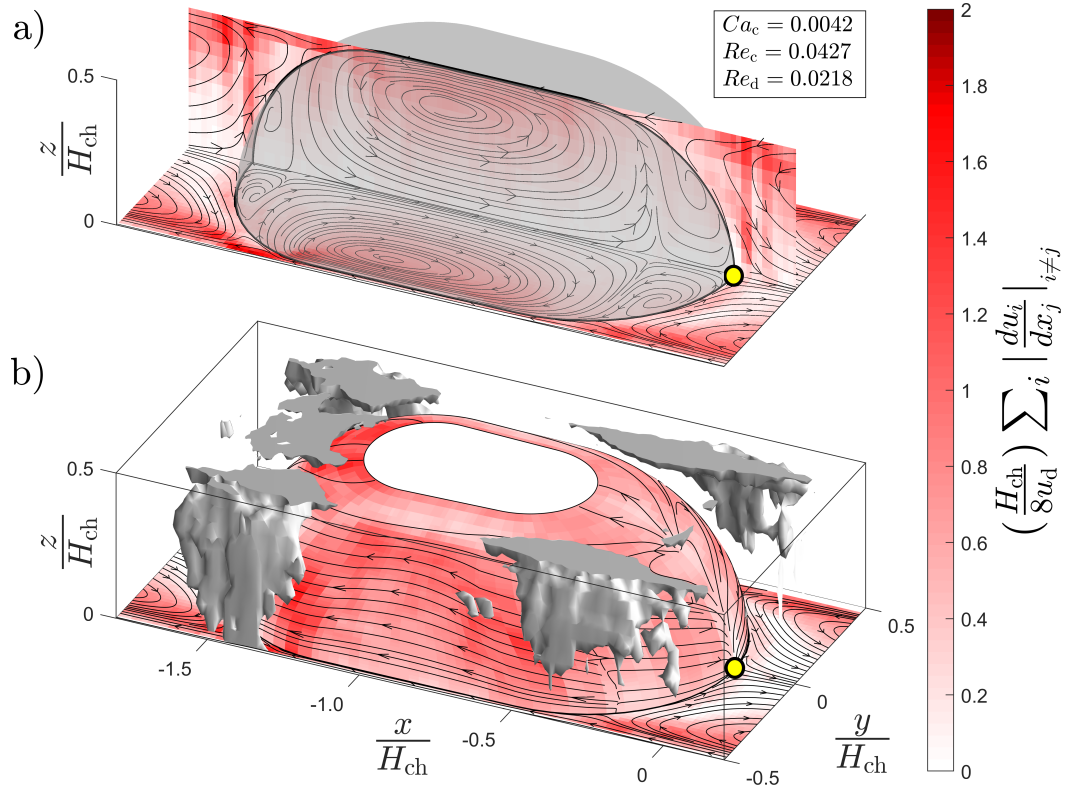 a)
Ca_c = 0.0042
Re_c = 0.0427
Re_d = 0.0218
0.5
z/H_ch
0
b)
0.5
z/H_ch
0
-1.5
-1.0
-0.5
0
x/H_ch
-0.5
0
0.5
y/H_ch
2
1.8
1.6
1.4
1.2
1
0.8
0.6
0.4
0.2
0
(H_ch/8u_d) ∑_i |du_i/dx_j|_{i≠j}